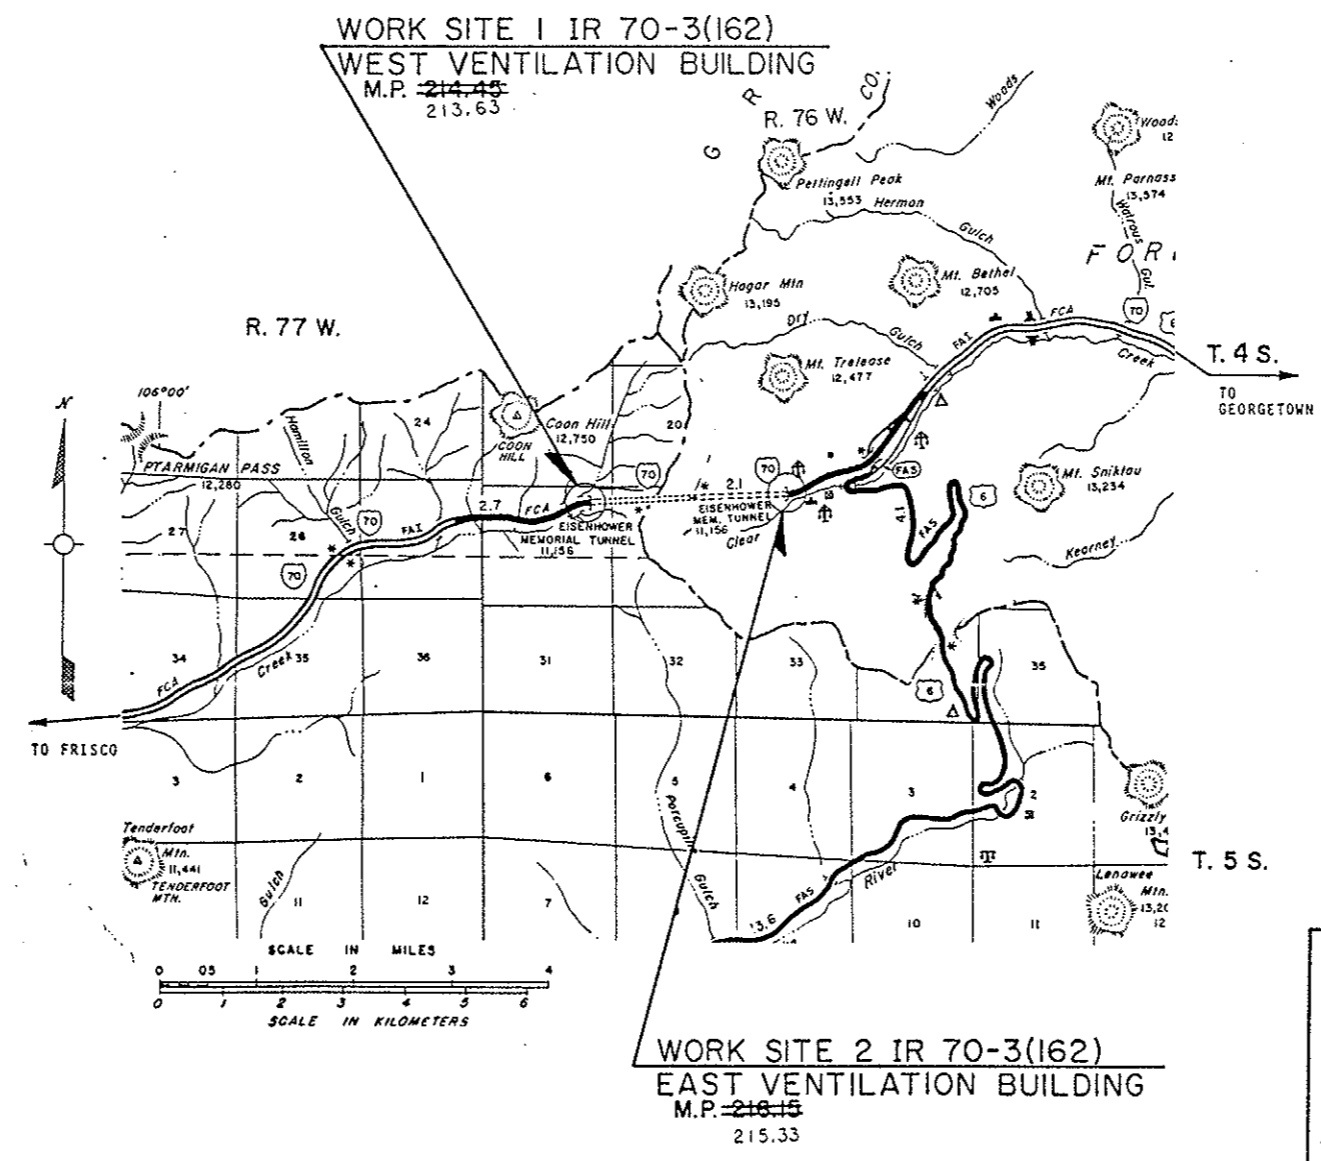 WORK SITE 1 IR 70-3(162)
WEST VENTILATION BUILDING
M.P. 214.45
213.63
G R
CO.
R. 76 W.
Woods
Pettingell Peak
13,553
Herman
Gulch
Mt. Parnass
13,574
Watrous
Gul.
FOR
Hagar Mtn
13,195
Mt. Bethel
12,705
R. 77 W.
Dry
Gulch
FAI
FCA
70
6
Creek
T. 4 S.
TO
GEORGETOWN
Mt. Trelease
12,477
106°00'
N
Hamilton
Gulch
24
COON
HILL
Coon Hill
12,750
20
PTARMIGAN PASS
12,280
70
2.1
70
FAS
Mt. Sniktau
13,234
27
26
70
FAI
2.7
FCA
EISENHOWER
MEMORIAL TUNNEL
11,156
EISENHOWER
MEM. TUNNEL
11,156
Clear
4.1
FAS
6
Kearney
70
34
35
36
31
32
33
35
FCA
Creek
6
TO FRISCO
3
2
1
6
5
4
3
2
Porcupine
Gulch
Grizzly
Tenderfoot
Mtn.
11,441
TENDERFOOT
MTN.
Gulch
11
12
7
13.6
FAS
River
10
11
Lenawee
Mtn.
T. 5 S.
SCALE IN MILES
0 05 1 2 3 4
0 1 2 3 4 5 6
SCALE IN KILOMETERS
WORK SITE 2 IR 70-3(162)
EAST VENTILATION BUILDING
M.P. 216.15
215.33